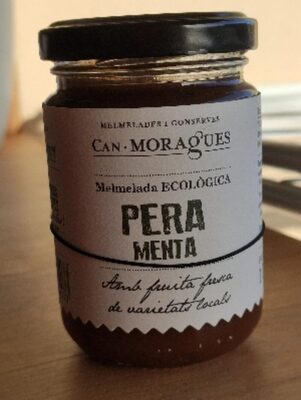 MELMELADES I CONSERVES
CAN·MORAGUES
Melmelada ECOLÒGICA
PERA
MENTA
Amb fruita fresca
de varietats locals